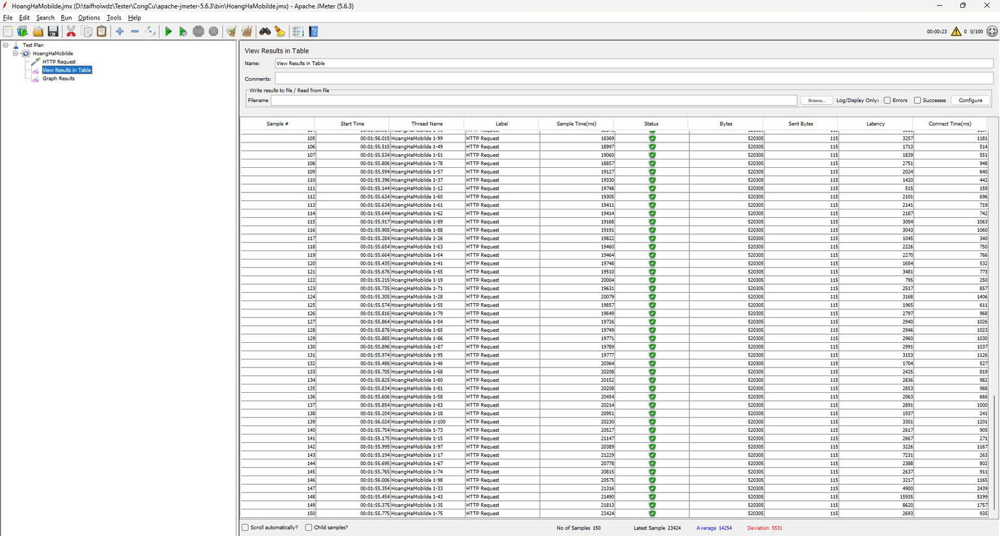 HoangHaMobilde.jmx (D:\taifhoiwdz\Tester\CongCu\apache-jmeter-5.6.3\bin\HoangHaMobilde.jmx) - Apache JMeter (5.6.3)
File Edit Search Run Options Tools Help
00:00:23 0 0/100
Test Plan
HoangHaMobilde
HTTP Request
View Results in Table
Graph Results
View Results in Table
Name: View Results in Table
Comments:
Write results to file / Read from file
Filename Browse... Log/Display Only: Errors Successes Configure
Sample # Start Time Thread Name Label Sample Time(ms) Status Bytes Sent Bytes Latency Connect Time(ms)
105 00:01:56.015 HoangHaMobilde 1-99 HTTP Request 18369 520305 115 3257 1181
106 00:01:55.515 HoangHaMobilde 1-49 HTTP Request 18997 520305 115 1713 514
107 00:01:55.534 HoangHaMobilde 1-51 HTTP Request 19060 520305 115 1839 551
108 00:01:55.806 HoangHaMobilde 1-78 HTTP Request 18857 520305 115 2751 948
109 00:01:55.594 HoangHaMobilde 1-57 HTTP Request 19127 520305 115 2024 640
110 00:01:55.396 HoangHaMobilde 1-37 HTTP Request 19330 520305 115 1420 442
111 00:01:55.144 HoangHaMobilde 1-12 HTTP Request 19748 520305 115 515 159
112 00:01:55.624 HoangHaMobilde 1-60 HTTP Request 19305 520305 115 2101 696
113 00:01:55.634 HoangHaMobilde 1-61 HTTP Request 19411 520305 115 2141 719
114 00:01:55.644 HoangHaMobilde 1-62 HTTP Request 19414 520305 115 2187 742
115 00:01:55.917 HoangHaMobilde 1-89 HTTP Request 19168 520305 115 3054 1063
116 00:01:55.905 HoangHaMobilde 1-88 HTTP Request 19191 520305 115 3043 1060
117 00:01:55.284 HoangHaMobilde 1-26 HTTP Request 19822 520305 115 1045 340
118 00:01:55.654 HoangHaMobilde 1-63 HTTP Request 19460 520305 115 2226 750
119 00:01:55.664 HoangHaMobilde 1-64 HTTP Request 19464 520305 115 2270 766
120 00:01:55.435 HoangHaMobilde 1-41 HTTP Request 19748 520305 115 1654 532
121 00:01:55.676 HoangHaMobilde 1-65 HTTP Request 19510 520305 115 3481 773
122 00:01:55.215 HoangHaMobilde 1-19 HTTP Request 20004 520305 115 795 250
123 00:01:55.735 HoangHaMobilde 1-71 HTTP Request 19631 520305 115 2517 857
124 00:01:55.305 HoangHaMobilde 1-28 HTTP Request 20079 520305 115 3168 1406
125 00:01:55.574 HoangHaMobilde 1-55 HTTP Request 19857 520305 115 1965 611
126 00:01:55.816 HoangHaMobilde 1-79 HTTP Request 19649 520305 115 2797 968
127 00:01:55.864 HoangHaMobilde 1-84 HTTP Request 19726 520305 115 2940 1026
128 00:01:55.876 HoangHaMobilde 1-85 HTTP Request 19749 520305 115 2946 1023
129 00:01:55.885 HoangHaMobilde 1-86 HTTP Request 19771 520305 115 2960 1030
130 00:01:55.896 HoangHaMobilde 1-87 HTTP Request 19789 520305 115 2991 1037
131 00:01:55.974 HoangHaMobilde 1-95 HTTP Request 19777 520305 115 3153 1126
132 00:01:55.486 HoangHaMobilde 1-46 HTTP Request 20364 520305 115 1704 527
133 00:01:55.705 HoangHaMobilde 1-68 HTTP Request 20208 520305 115 2425 819
134 00:01:55.825 HoangHaMobilde 1-80 HTTP Request 20152 520305 115 2836 982
135 00:01:55.834 HoangHaMobilde 1-81 HTTP Request 20208 520305 115 2853 988
136 00:01:55.606 HoangHaMobilde 1-58 HTTP Request 20454 520305 115 2063 666
137 00:01:55.854 HoangHaMobilde 1-83 HTTP Request 20214 520305 115 2891 1000
138 00:01:55.204 HoangHaMobilde 1-18 HTTP Request 20951 520305 115 1937 241
139 00:01:56.024 HoangHaMobilde 1-100 HTTP Request 20230 520305 115 3301 1201
140 00:01:55.754 HoangHaMobilde 1-73 HTTP Request 20527 520305 115 2617 905
141 00:01:55.175 HoangHaMobilde 1-15 HTTP Request 21147 520305 115 2667 271
142 00:01:55.995 HoangHaMobilde 1-97 HTTP Request 20389 520305 115 3226 1167
143 00:01:55.194 HoangHaMobilde 1-17 HTTP Request 21229 520305 115 7231 263
144 00:01:55.695 HoangHaMobilde 1-67 HTTP Request 20778 520305 115 2388 802
145 00:01:55.765 HoangHaMobilde 1-74 HTTP Request 20815 520305 115 2637 911
146 00:01:56.006 HoangHaMobilde 1-98 HTTP Request 20575 520305 115 3217 1165
147 00:01:55.354 HoangHaMobilde 1-33 HTTP Request 21316 520305 115 4900 2439
148 00:01:55.454 HoangHaMobilde 1-43 HTTP Request 21490 520305 115 15935 5199
149 00:01:55.375 HoangHaMobilde 1-35 HTTP Request 21813 520305 115 8620 1757
150 00:01:55.775 HoangHaMobilde 1-75 HTTP Request 23424 520305 115 2693 935
Scroll automatically? Child samples? No of Samples 150 Latest Sample 23424 Average 14254 Deviation 5531